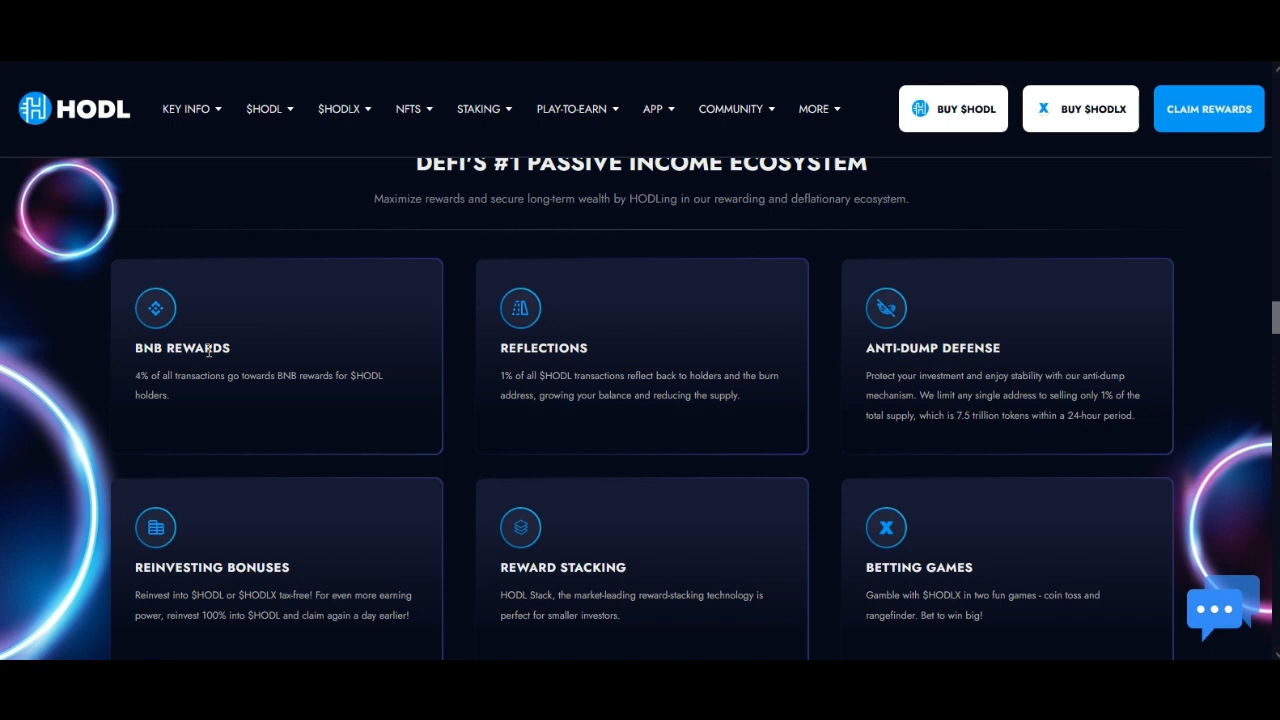 HODL
KEY INFO
$HODL
$HODLX
NFTS
STAKING
PLAY-TO-EARN
APP
COMMUNITY
MORE
BUY $HODL
BUY $HODLX
CLAIM REWARDS
DEFI'S #1 PASSIVE INCOME ECOSYSTEM
Maximize rewards and secure long-term wealth by HODLing in our rewarding and deflationary ecosystem.
BNB REWARDS
4% of all transactions go towards BNB rewards for $HODL
holders.
REFLECTIONS
1% of all $HODL transactions reflect back to holders and the burn
address, growing your balance and reducing the supply.
ANTI-DUMP DEFENSE
Protect your investment and enjoy stability with our anti-dump
mechanism. We limit any single address to selling only 1% of the
total supply, which is 7.5 trillion tokens within a 24-hour period.
REINVESTING BONUSES
Reinvest into $HODL or $HODLX tax-free! For even more earning
power, reinvest 100% into $HODL and claim again a day earlier!
REWARD STACKING
HODL Stack, the market-leading reward-stacking technology is
perfect for smaller investors.
BETTING GAMES
Gamble with $HODLX in two fun games - coin toss and
rangefinder. Bet to win big!